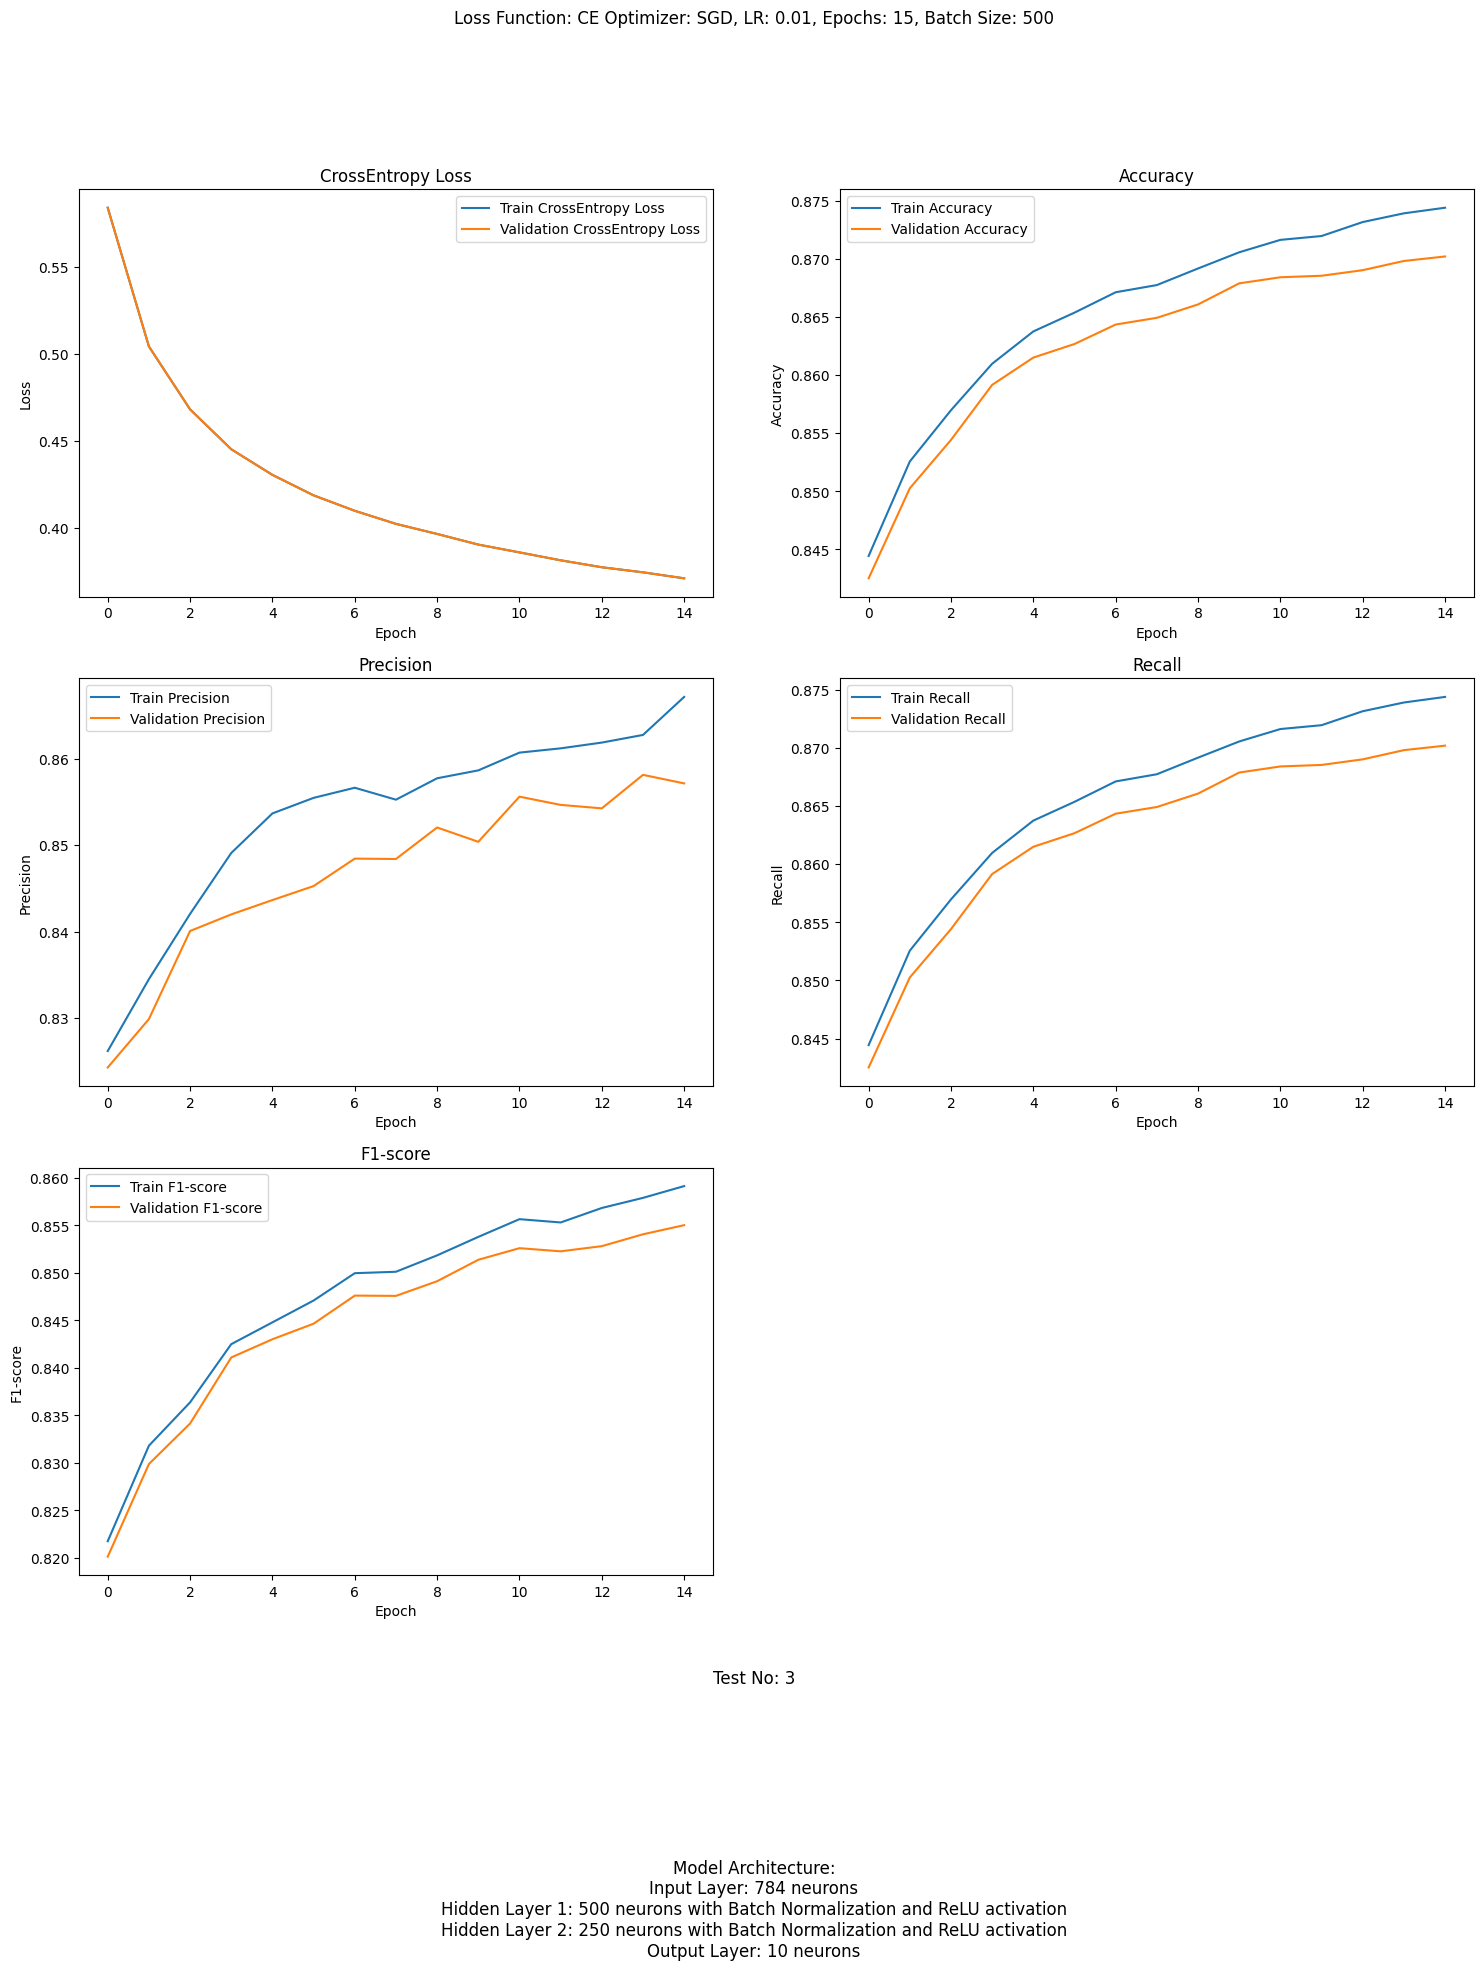 Loss Function: CE Optimizer: SGD, LR: 0.01, Epochs: 15, Batch Size: 500
CrossEntropy Loss
Train CrossEntropy Loss
Validation CrossEntropy Loss
Loss
0.55
0.50
0.45
0.40
0 2 4 6 8 10 12 14
Epoch
Accuracy
Train Accuracy
Validation Accuracy
Accuracy
0.875
0.870
0.865
0.860
0.855
0.850
0.845
0 2 4 6 8 10 12 14
Epoch
Precision
Train Precision
Validation Precision
Precision
0.86
0.85
0.84
0.83
0 2 4 6 8 10 12 14
Epoch
Recall
Train Recall
Validation Recall
Recall
0.875
0.870
0.865
0.860
0.855
0.850
0.845
0 2 4 6 8 10 12 14
Epoch
F1-score
Train F1-score
Validation F1-score
F1-score
0.860
0.855
0.850
0.845
0.840
0.835
0.830
0.825
0.820
0 2 4 6 8 10 12 14
Epoch
Test No: 3
Model Architecture:
Input Layer: 784 neurons
Hidden Layer 1: 500 neurons with Batch Normalization and ReLU activation
Hidden Layer 2: 250 neurons with Batch Normalization and ReLU activation
Output Layer: 10 neurons